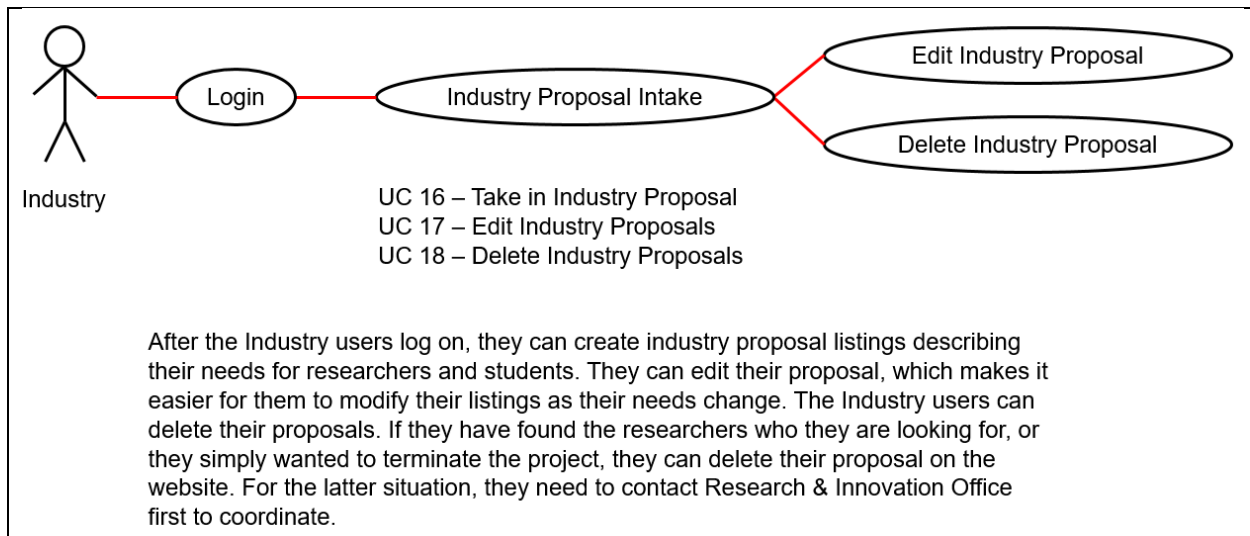 Edit Industry Proposal
Login
Industry Proposal Intake
Delete Industry Proposal
Industry
UC 16 – Take in Industry Proposal
UC 17 – Edit Industry Proposals
UC 18 – Delete Industry Proposals
After the Industry users log on, they can create industry proposal listings describing
their needs for researchers and students. They can edit their proposal, which makes it
easier for them to modify their listings as their needs change. The Industry users can
delete their proposals. If they have found the researchers who they are looking for, or
they simply wanted to terminate the project, they can delete their proposal on the
website. For the latter situation, they need to contact Research & Innovation Office
first to coordinate.